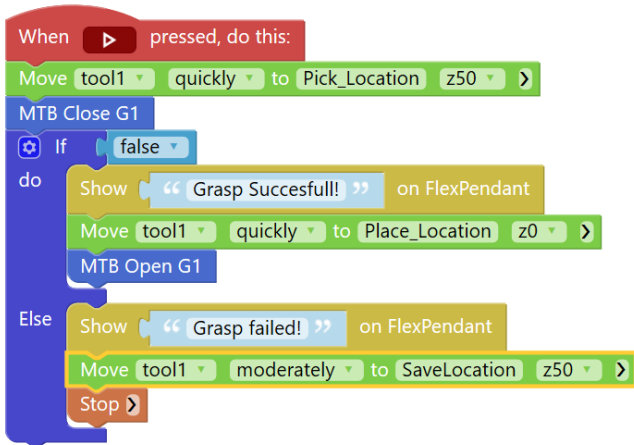 When pressed, do this:
Move tool1 quickly to Pick_Location z50
MTB Close G1
If false
do Show “ Grasp Succesfull! ” on FlexPendant
Move tool1 quickly to Place_Location z0
MTB Open G1
Else Show “ Grasp failed! ” on FlexPendant
Move tool1 moderately to SaveLocation z50
Stop